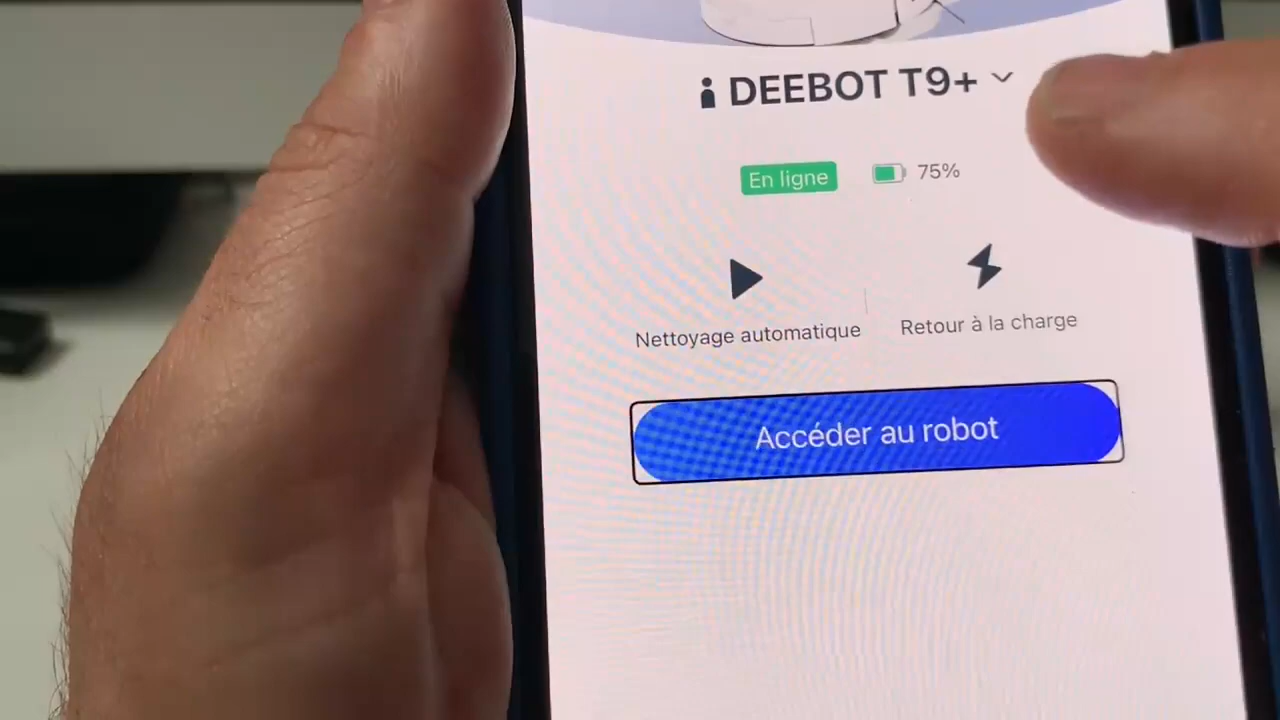 DEEBOT T9+
En ligne 75%
Nettoyage automatique
Retour à la charge
Accéder au robot